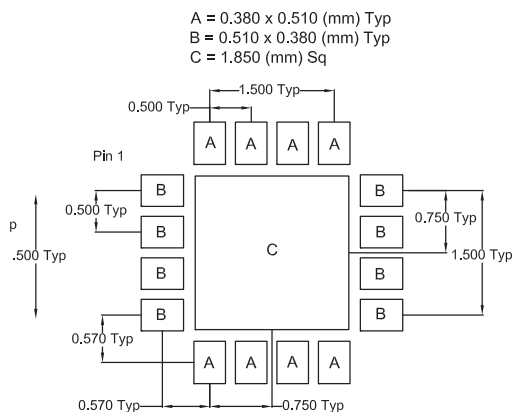 A = 0.380 x 0.510 (mm) Typ
B = 0.510 x 0.380 (mm) Typ
C = 1.850 (mm) Sq
1.500 Typ
0.500 Typ
A A A A
Pin 1
B B
0.500 Typ
0.750 Typ
p
B B
.500 Typ
C
1.500 Typ
B B
B B
0.570 Typ
A A A A
0.570 Typ
0.750 Typ